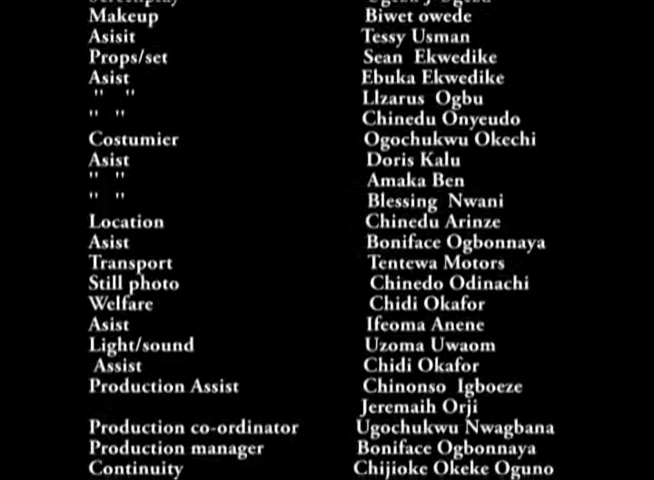 Makeup Biwet owede
Asisit Tessy Usman
Props/set Sean Ekwedike
Asist Ebuka Ekwedike
" " Llzarus Ogbu
" " Chinedu Onyeudo
Costumier Ogochukwu Okechi
Asist Doris Kalu
" " Amaka Ben
" " Blessing Nwani
Location Chinedu Arinze
Asist Boniface Ogbonnaya
Transport Tentewa Motors
Still photo Chinedo Odinachi
Welfare Chidi Okafor
Asist Ifeoma Anene
Light/sound Uzoma Uwaom
Assist Chidi Okafor
Production Assist Chinonso Igboeze
Jeremaih Orji
Production co-ordinator Ugochukwu Nwagbana
Production manager Boniface Ogbonnaya
Continuity Chijioke Okeke Oguno